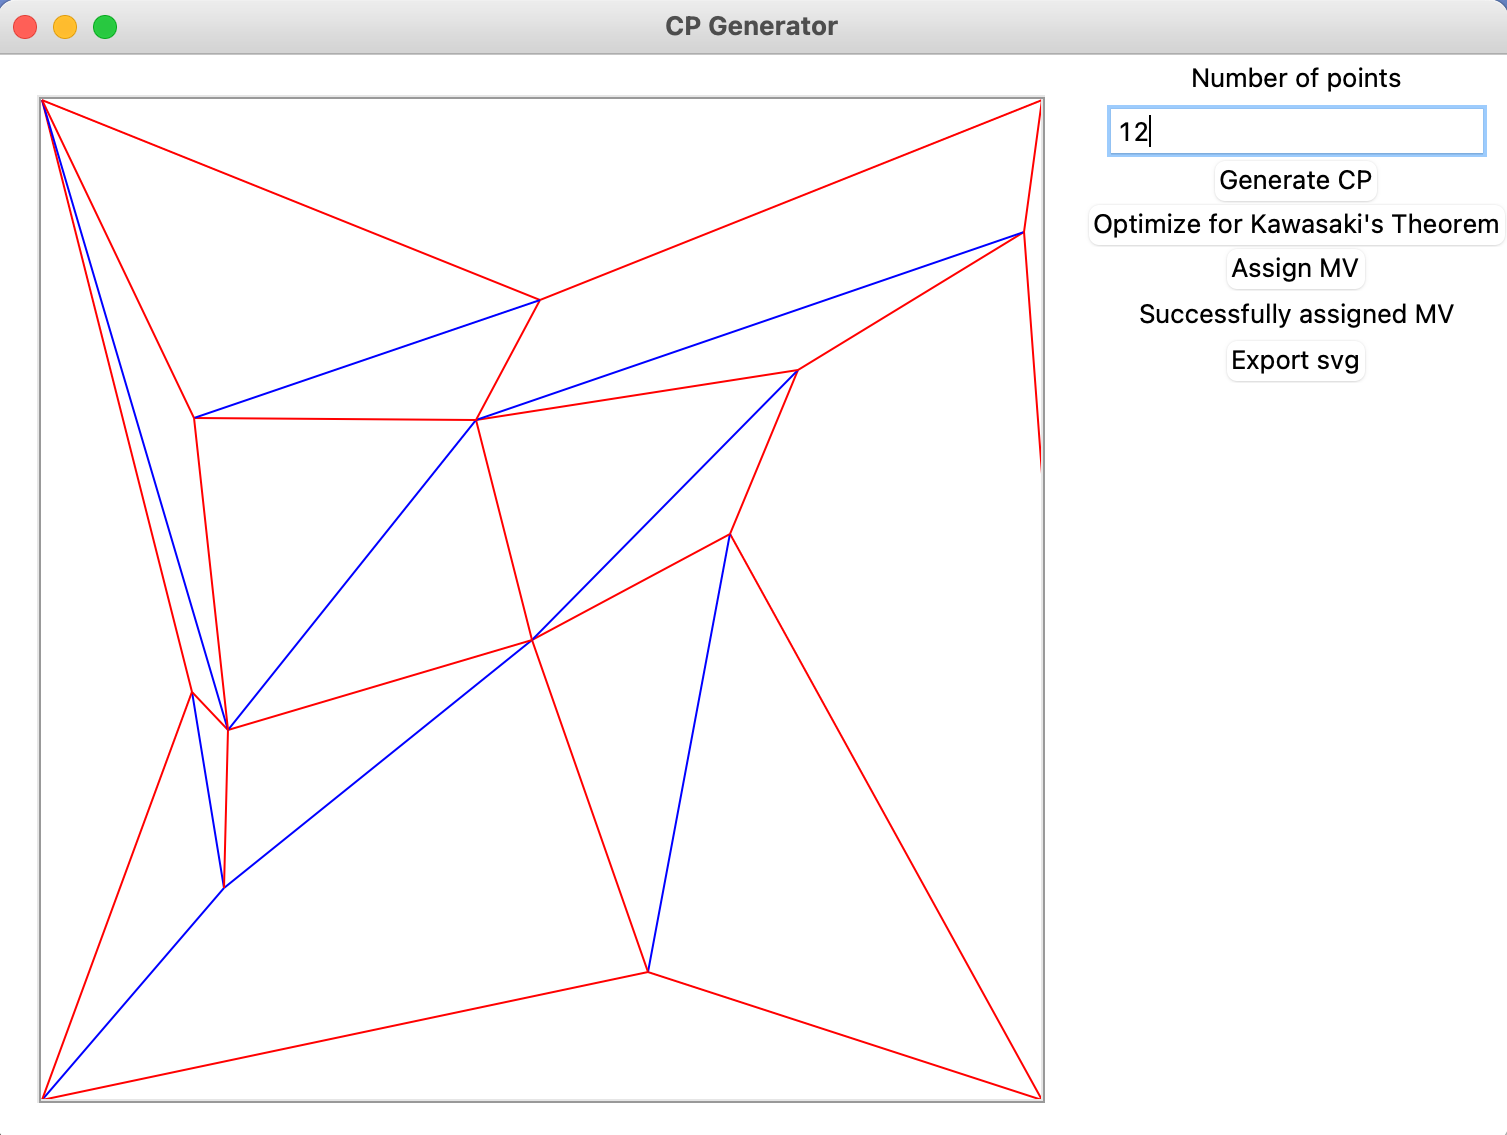 CP Generator
Number of points
12
Generate CP
Optimize for Kawasaki's Theorem
Assign MV
Successfully assigned MV
Export svg